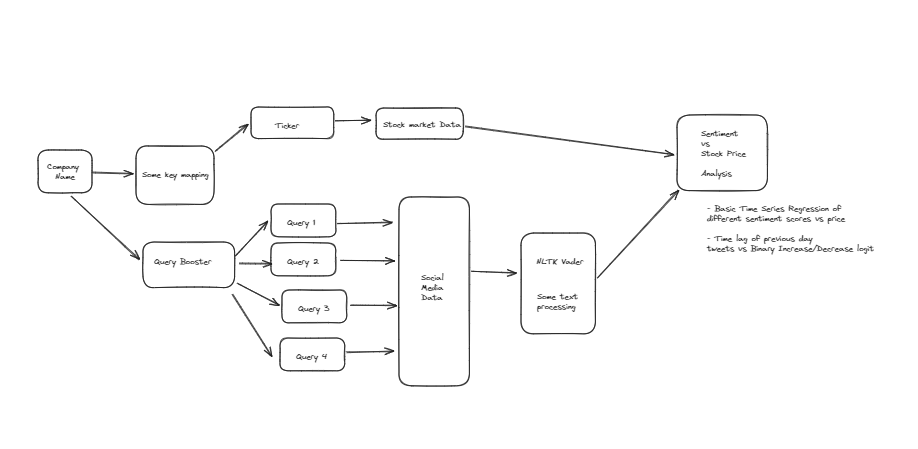 Company
Name
Some key mapping
Ticker
Stock market Data
Sentiment
vs
Stock Price
Analysis
- Basic Time Series Regression of
different sentiment scores vs price
- Time lag of previous day
tweets vs Binary Increase/Decrease logit
Query Booster
Query 1
Query 2
Query 3
Query 4
Social
Media
Data
NLTK Vader
Some text
processing